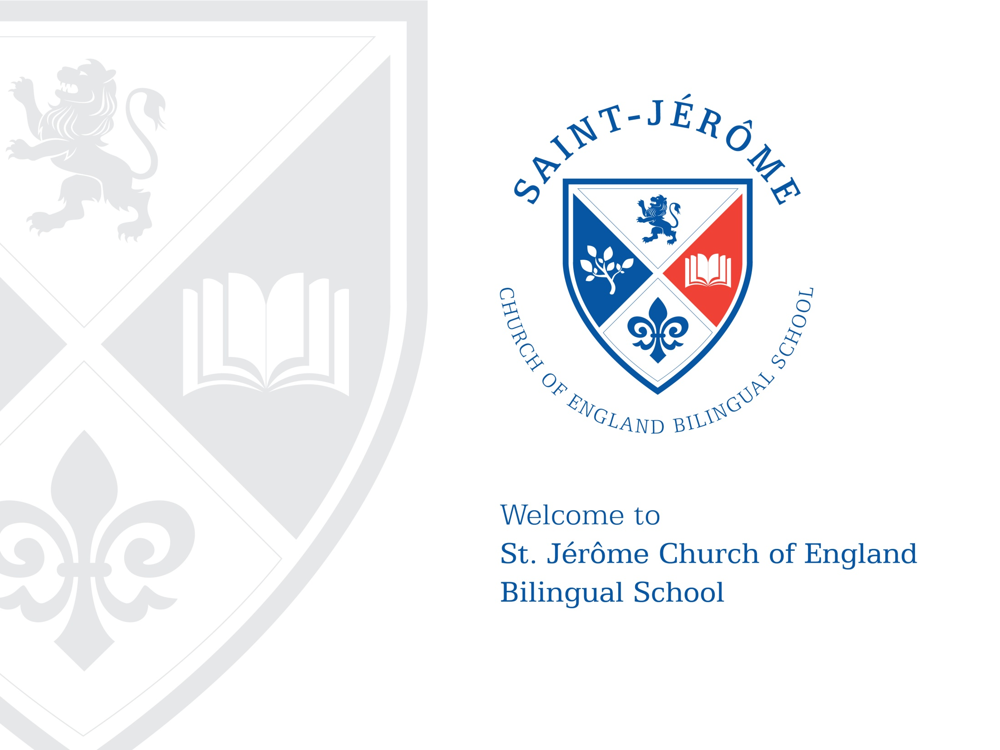 SAINT-JÉRÔME
CHURCH OF ENGLAND BILINGUAL SCHOOL
Welcome to
St. Jérôme Church of England
Bilingual School